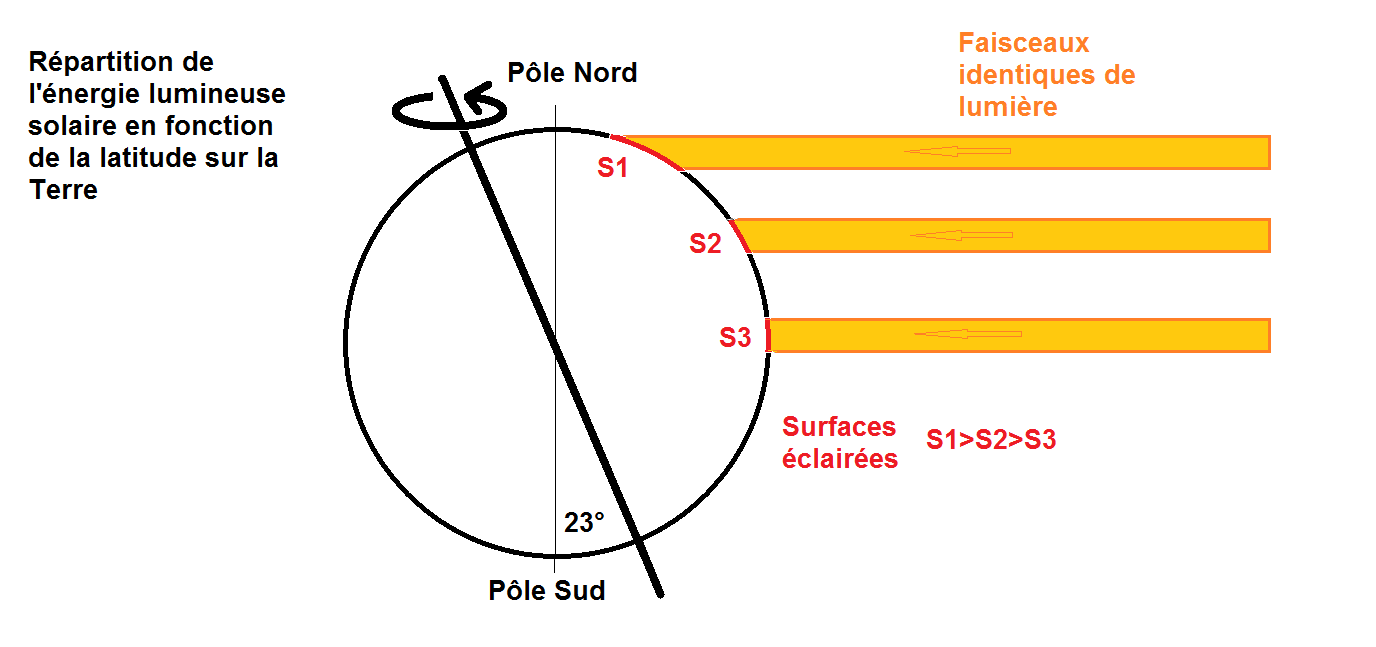 Répartition de
l'énergie lumineuse
solaire en fonction
de la latitude sur la
Terre
Pôle Nord
Faisceaux
identiques de
lumière
S1
S2
S3
Surfaces
éclairées
S1>S2>S3
23°
Pôle Sud